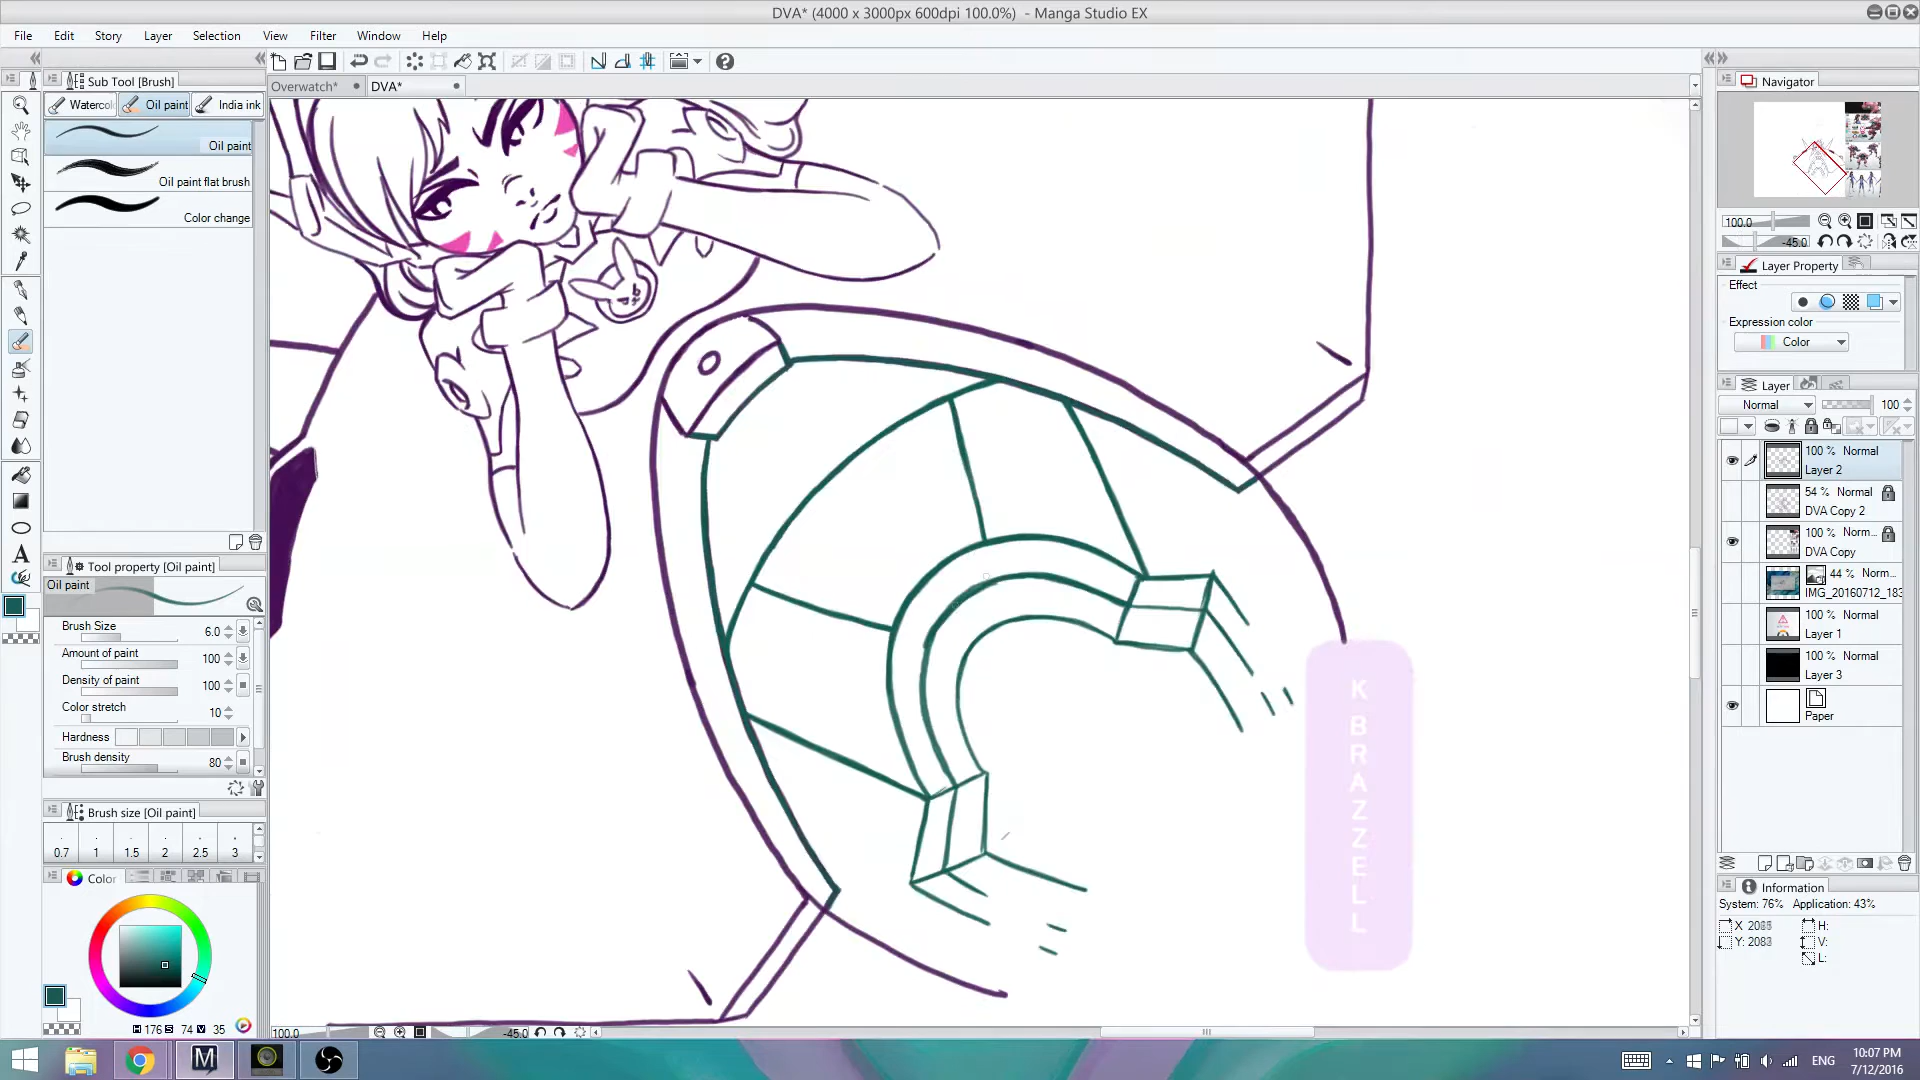 DVA* (4000 x 3000px 600dpi 100.0%) - Manga Studio EX
File Edit Story Layer Selection View Filter Window Help
Sub Tool [Brush]
Watercol Oil paint India ink
Oil paint
Oil paint flat brush
Color change
Overwatch* DVA*
Tool property [Oil paint]
Oil paint
Brush Size 6.0
Amount of paint 100
Density of paint 100
Color stretch 10
Hardness
Brush density 80
Brush size [Oil paint]
0.7 1 1.5 2 2.5 3
Color
H 176 S 74 V 35
100.0 -45.0
K
B
R
A
Z
Z
E
L
L
Navigator
100.0
-45.0
Layer Property
Effect
Expression color
Color
Layer
Normal 100
100 % Normal
Layer 2
54 % Normal
DVA Copy 2
100 % Norm...
DVA Copy
44 % Norm...
IMG_20160712_183
100 % Normal
Layer 1
100 % Normal
Layer 3
Paper
Information
System: 76% Application: 43%
X 2085 H:
Y: 2083 V:
L:
ENG
10:07 PM
7/12/2016